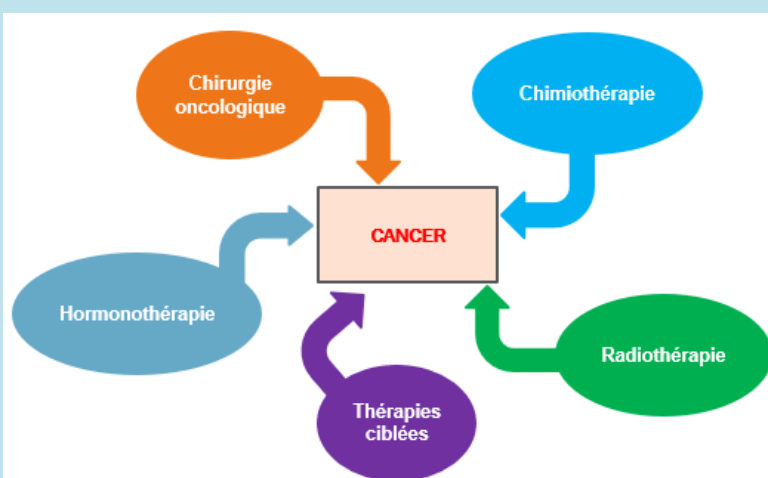 Chirurgie
oncologique
Chimiothérapie
CANCER
Hormonothérapie
Radiothérapie
Thérapies
ciblées